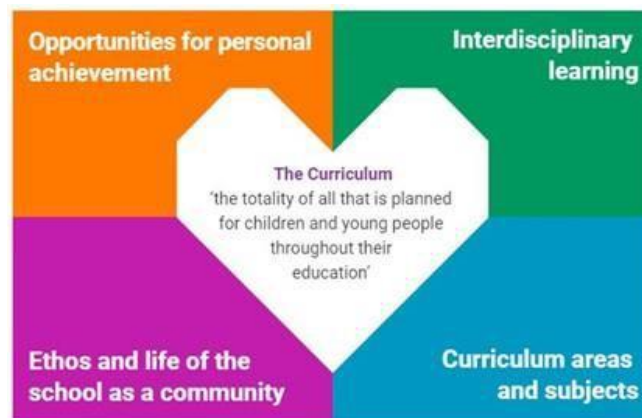 Opportunities for personal
achievement
Interdisciplinary
learning
The Curriculum
'the totality of all that is planned
for children and young people
throughout their
education'
Ethos and life of the
school as a community
Curriculum areas
and subjects